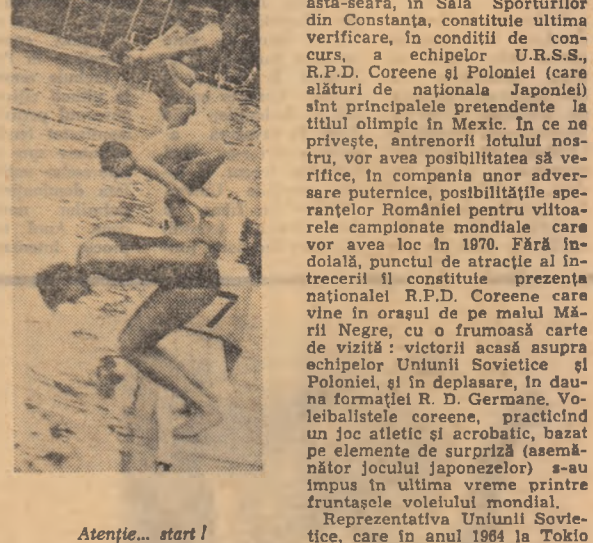 astă-seară, în Sala Sporturilor
din Constanța, constituie ultima
verificare, în condiții de con-
curs, a echipelor U.R.S.S.,
R.P.D. Coreene și Poloniei (care
alături de naționala Japoniei)
sînt principalele pretendente la
titlul olimpic în Mexic. În ce ne
privește, antrenorii lotului nos-
tru, vor avea posibilitatea să ve-
rifice, în compania unor adver-
sare puternice, posibilitățile spe-
ranțelor României pentru viitoa-
rele campionate mondiale care
vor avea loc în 1970. Fără în-
doială, punctul de atracție al în-
trecerii îl constituie prezența
naționalei R.P.D. Coreene care
vine în orașul de pe malul Mă-
rii Negre, cu o frumoasă carte
de vizită : victorii acasă asupra
echipelor Uniunii Sovietice și
Poloniei, și în deplasare, în dau-
na formației R. D. Germane. Vo-
leibalistele coreene, practicînd
un joc atletic și acrobatic, bazat
pe elemente de surpriză (asemă-
nător jocului japonezelor) s-au
impus în ultima vreme printre
fruntașele voleiului mondial.
Reprezentativa Uniunii Sovie-
tice, care în anul 1964 la Tokio
Atenție... start !